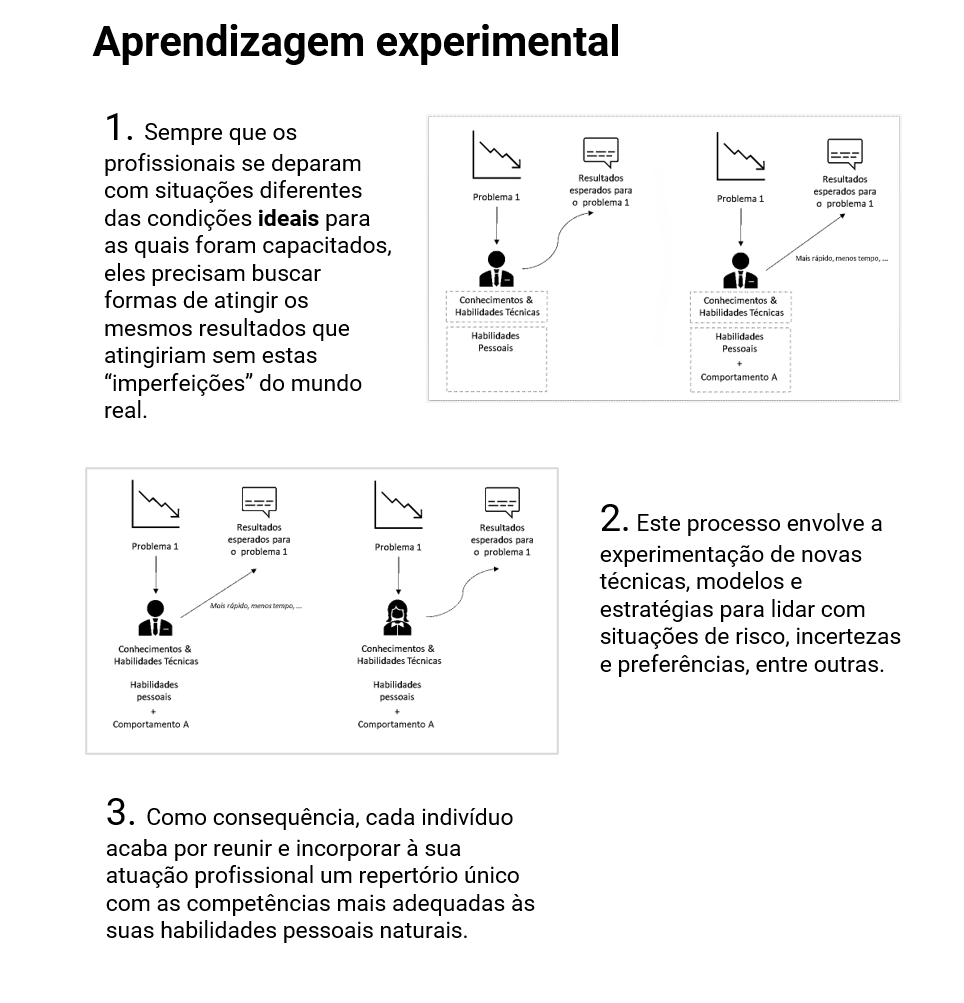 Aprendizagem experimental
1. Sempre que os
profissionais se deparam
com situações diferentes
das condições ideais para
as quais foram capacitados,
eles precisam buscar
formas de atingir os
mesmos resultados que
atingiriam sem estas
“imperfeições” do mundo
real.
Problema 1
Resultados
esperados para
o problema 1
Conhecimentos &
Habilidades Técnicas
Habilidades
Pessoais
Problema 1
Resultados
esperados para
o problema 1
Mais rápido, menos tempo, ...
Conhecimentos &
Habilidades Técnicas
Habilidades
Pessoais
+
Comportamento A
Problema 1
Resultados
esperados para
o problema 1
Mais rápido, menos tempo, ...
Conhecimentos &
Habilidades Técnicas
Habilidades
pessoais
+
Comportamento A
Problema 1
Resultados
esperados para
o problema 1
Conhecimentos &
Habilidades Técnicas
Habilidades
pessoais
+
Comportamento A
2. Este processo envolve a
experimentação de novas
técnicas, modelos e
estratégias para lidar com
situações de risco, incertezas
e preferências, entre outras.
3. Como consequência, cada indivíduo
acaba por reunir e incorporar à sua
atuação profissional um repertório único
com as competências mais adequadas às
suas habilidades pessoais naturais.